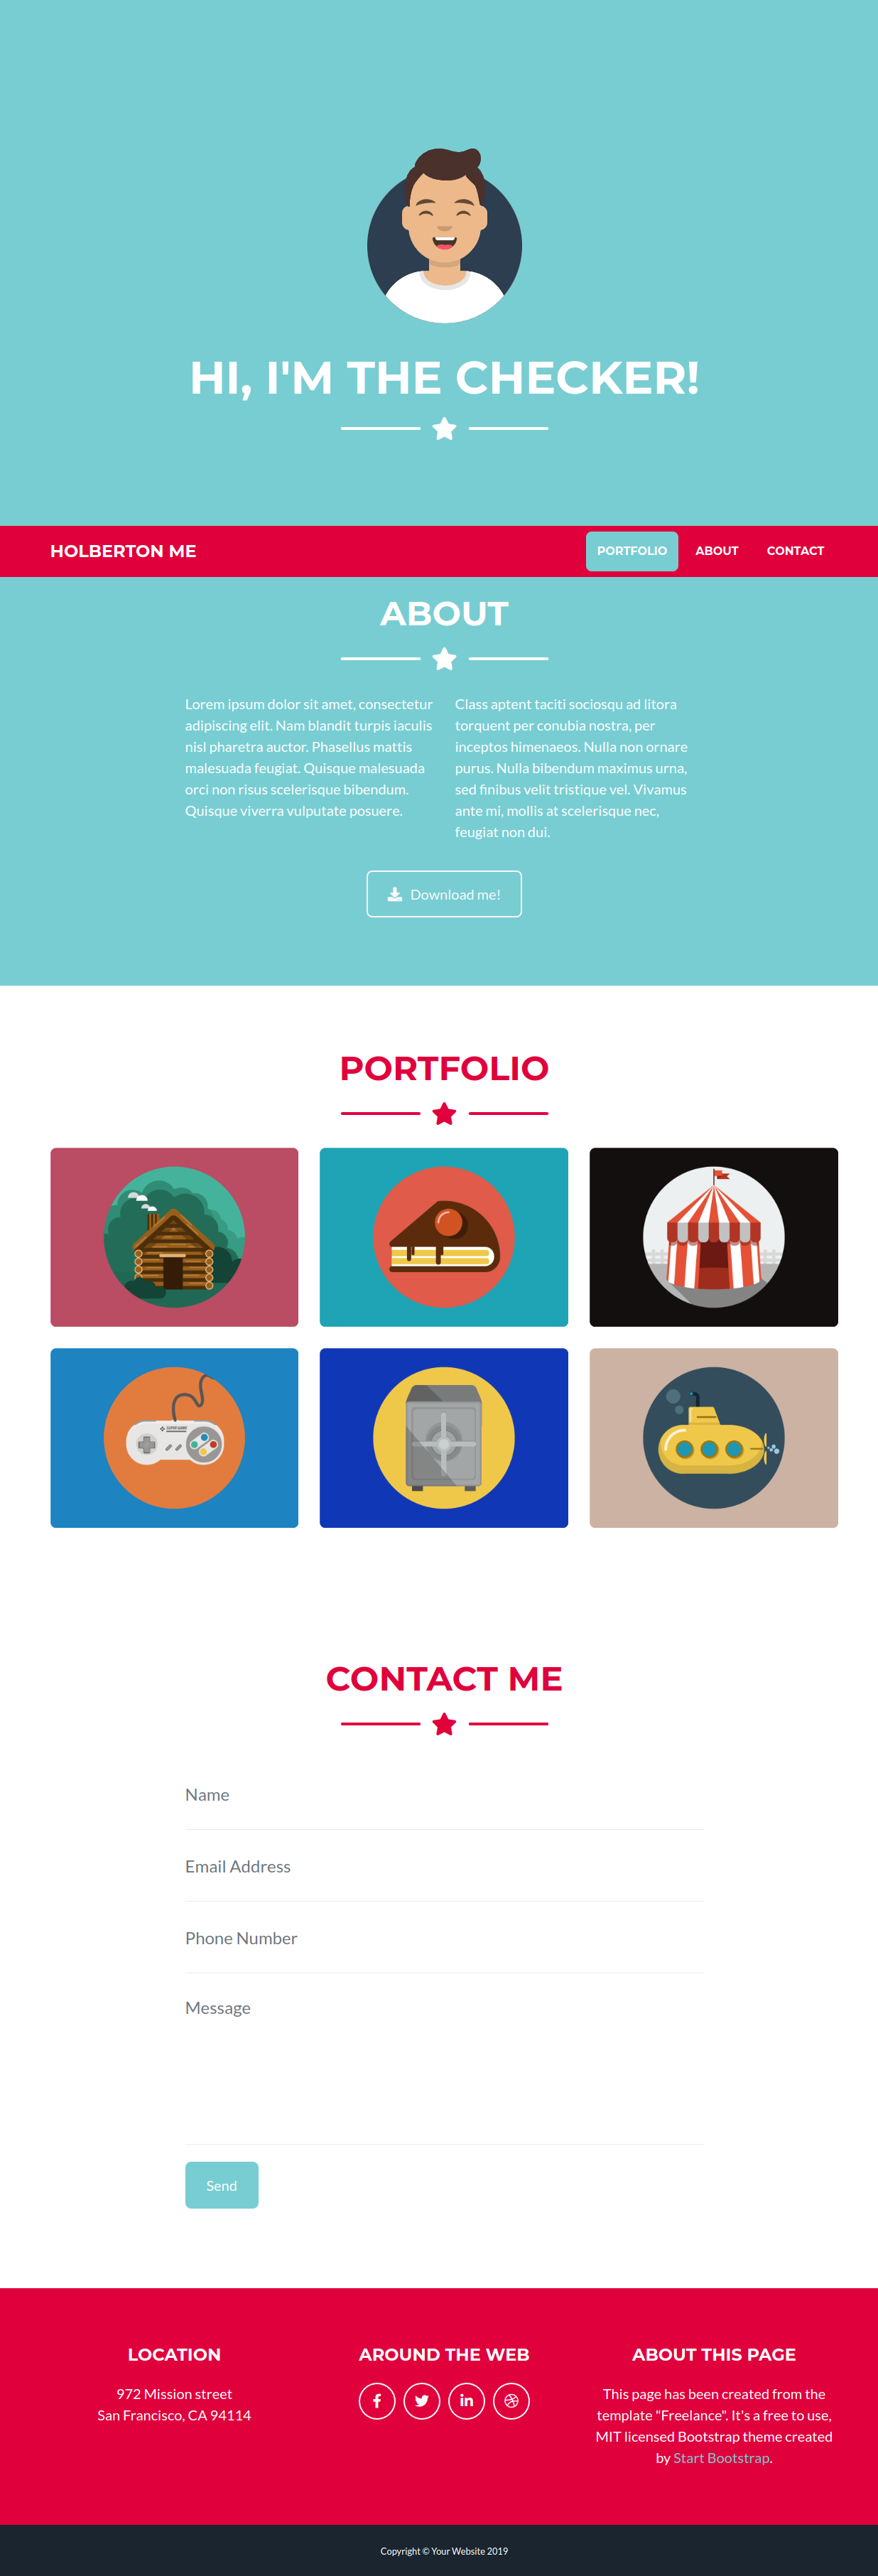 HI, I'M THE CHECKER!
HOLBERTON ME
PORTFOLIO
ABOUT
CONTACT
ABOUT
Lorem ipsum dolor sit amet, consectetur
adipiscing elit. Nam blandit turpis iaculis
nisl pharetra auctor. Phasellus mattis
malesuada feugiat. Quisque malesuada
orci non risus scelerisque bibendum.
Quisque viverra vulputate posuere.
Class aptent taciti sociosqu ad litora
torquent per conubia nostra, per
inceptos himenaeos. Nulla non ornare
purus. Nulla bibendum maximus urna,
sed finibus velit tristique vel. Vivamus
ante mi, mollis at scelerisque nec,
feugiat non dui.
Download me!
PORTFOLIO
CONTACT ME
Name
Email Address
Phone Number
Message
Send
LOCATION
972 Mission street
San Francisco, CA 94114
AROUND THE WEB
ABOUT THIS PAGE
This page has been created from the
template "Freelance". It's a free to use,
MIT licensed Bootstrap theme created
by Start Bootstrap.
Copyright © Your Website 2019